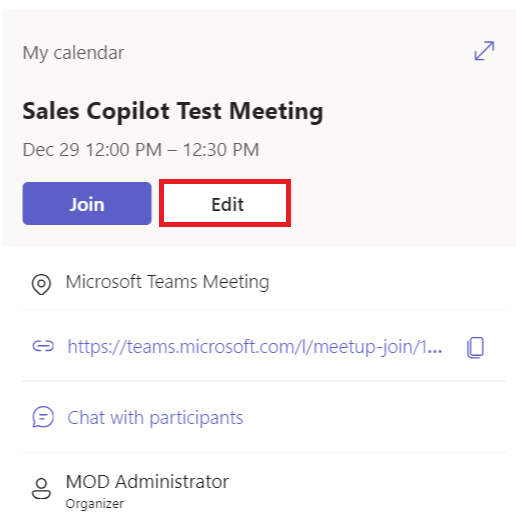 My calendar
Sales Copilot Test Meeting
Dec 29 12:00 PM – 12:30 PM
Join Edit
Microsoft Teams Meeting
https://teams.microsoft.com/l/meetup-join/1...
Chat with participants
MOD Administrator
Organizer